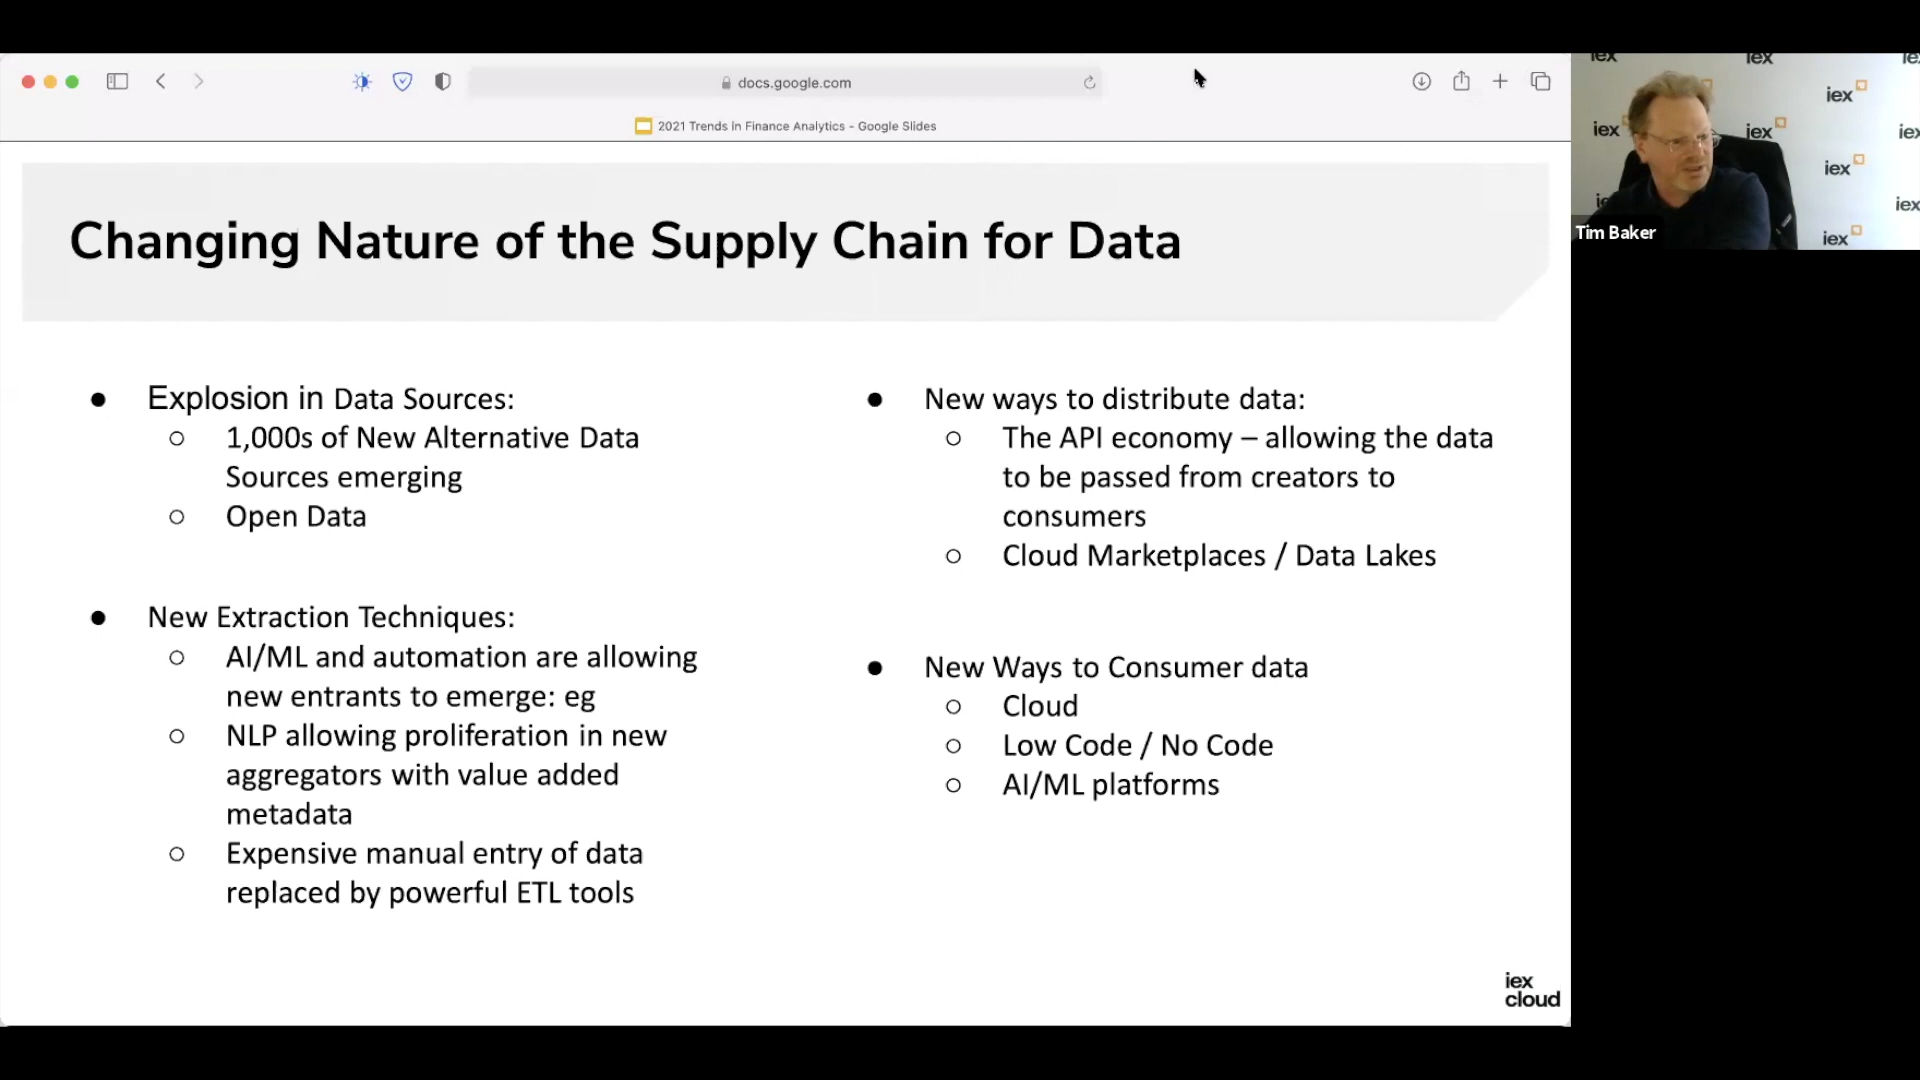 docs.google.com
2021 Trends in Finance Analytics - Google Slides
Changing Nature of the Supply Chain for Data
● Explosion in Data Sources:
○ 1,000s of New Alternative Data
Sources emerging
○ Open Data
● New Extraction Techniques:
○ AI/ML and automation are allowing
new entrants to emerge: eg
○ NLP allowing proliferation in new
aggregators with value added
metadata
○ Expensive manual entry of data
replaced by powerful ETL tools
● New ways to distribute data:
○ The API economy – allowing the data
to be passed from creators to
consumers
○ Cloud Marketplaces / Data Lakes
● New Ways to Consumer data
○ Cloud
○ Low Code / No Code
○ AI/ML platforms
iex
cloud
iex
iex
iex
iex
iex
iex
iex
iex
iex
Tim Baker